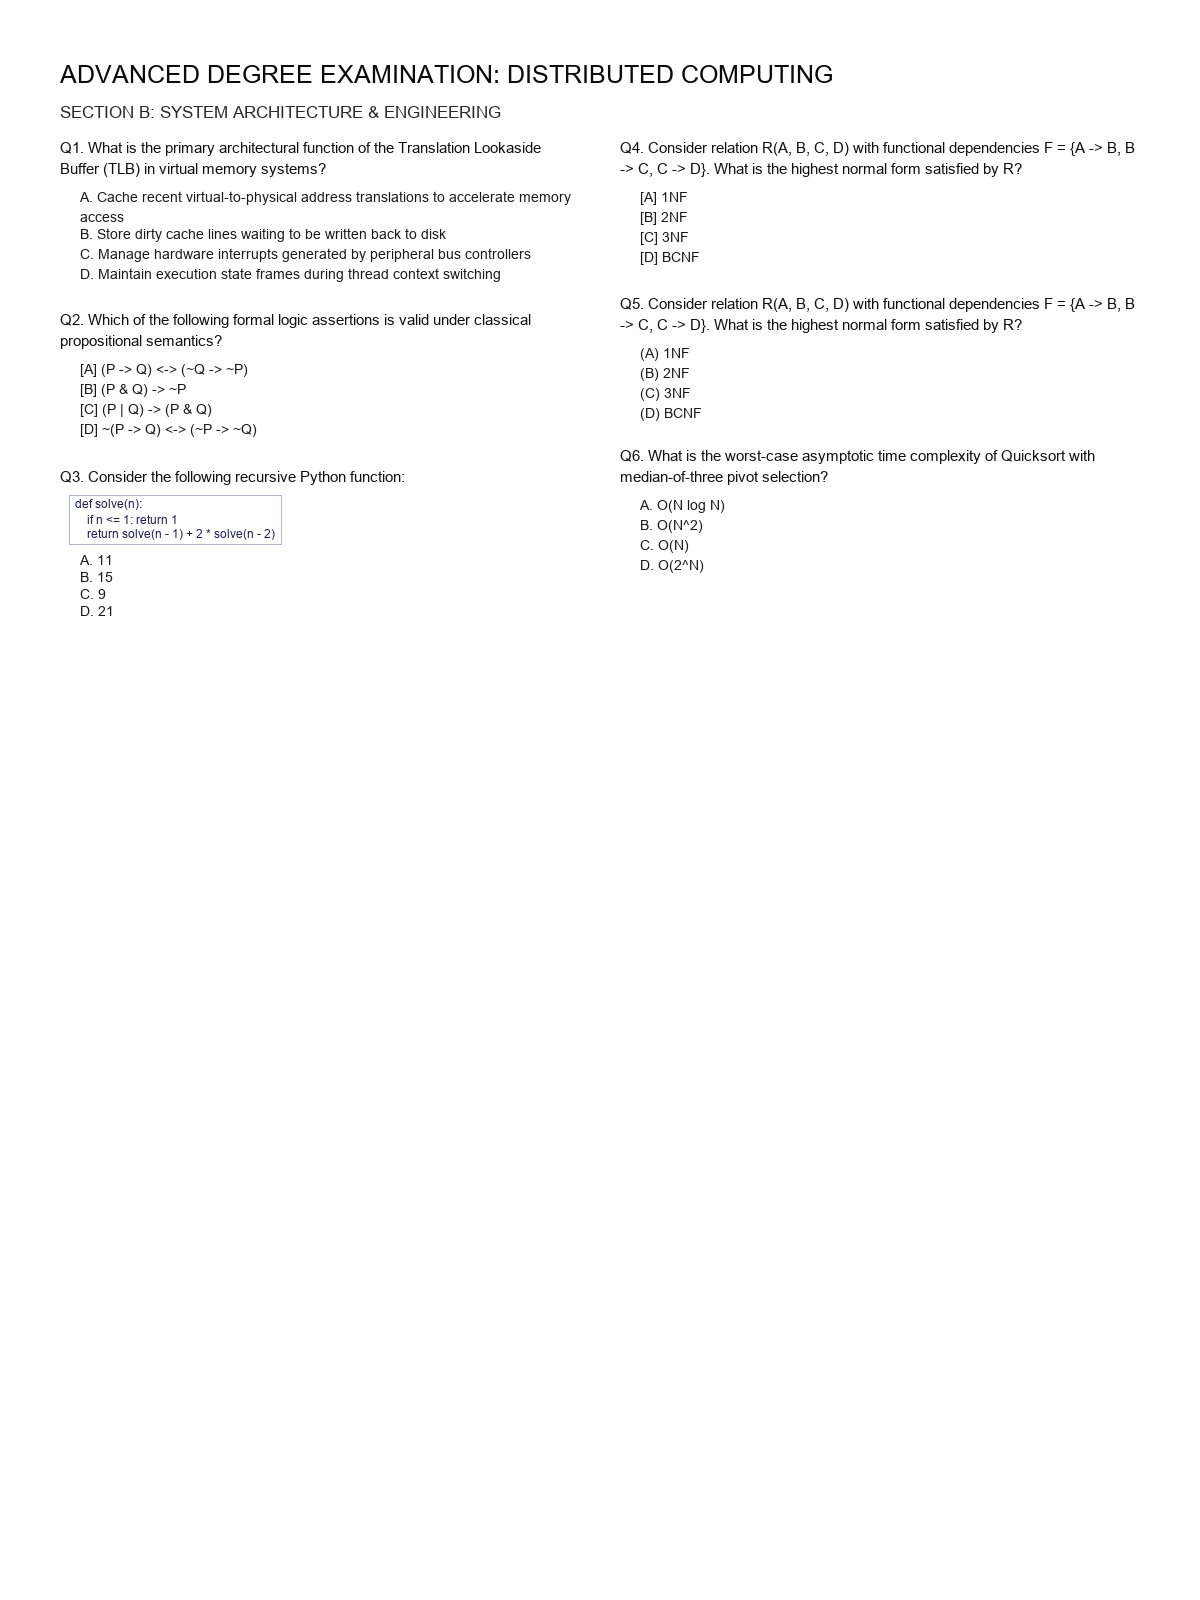 ADVANCED DEGREE EXAMINATION: DISTRIBUTED COMPUTING
SECTION B: SYSTEM ARCHITECTURE & ENGINEERING
Q1. What is the primary architectural function of the Translation Lookaside
Buffer (TLB) in virtual memory systems?
A. Cache recent virtual-to-physical address translations to accelerate memory
access
B. Store dirty cache lines waiting to be written back to disk
C. Manage hardware interrupts generated by peripheral bus controllers
D. Maintain execution state frames during thread context switching
Q2. Which of the following formal logic assertions is valid under classical
propositional semantics?
[A] (P -> Q) <-> (~Q -> ~P)
[B] (P & Q) -> ~P
[C] (P | Q) -> (P & Q)
[D] ~(P -> Q) <-> (~P -> ~Q)
Q3. Consider the following recursive Python function:
def solve(n):
    if n <= 1: return 1
    return solve(n - 1) + 2 * solve(n - 2)
A. 11
B. 15
C. 9
D. 21
Q4. Consider relation R(A, B, C, D) with functional dependencies F = {A -> B, B
-> C, C -> D}. What is the highest normal form satisfied by R?
[A] 1NF
[B] 2NF
[C] 3NF
[D] BCNF
Q5. Consider relation R(A, B, C, D) with functional dependencies F = {A -> B, B
-> C, C -> D}. What is the highest normal form satisfied by R?
(A) 1NF
(B) 2NF
(C) 3NF
(D) BCNF
Q6. What is the worst-case asymptotic time complexity of Quicksort with
median-of-three pivot selection?
A. O(N log N)
B. O(N^2)
C. O(N)
D. O(2^N)